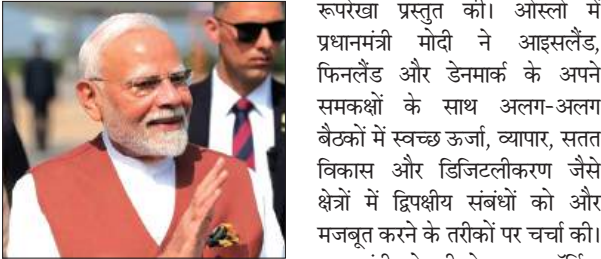 रूपरेखा प्रस्तुत की। ओस्लो में
प्रधानमंत्री मोदी ने आइसलैंड,
फिनलैंड और डेनमार्क के अपने
समकक्षों के साथ अलग-अलग
बैठकों में स्वच्छ ऊर्जा, व्यापार, सतत
विकास और डिजिटलीकरण जैसे
क्षेत्रों में द्विपक्षीय संबंधों को और
मजबूत करने के तरीकों पर चर्चा की।